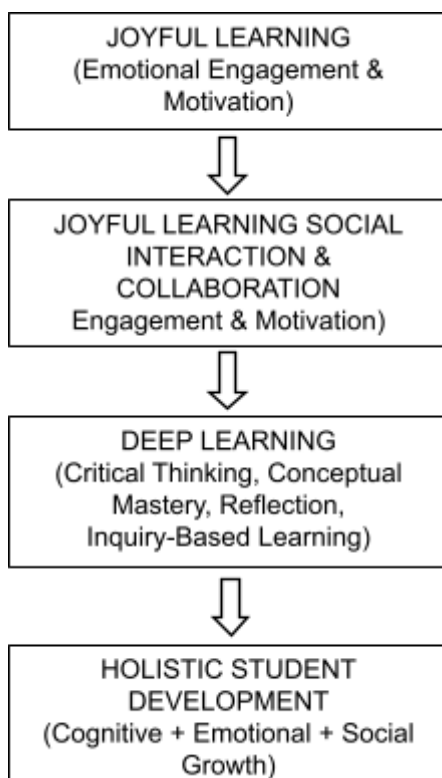 JOYFUL LEARNING
(Emotional Engagement &
Motivation)
JOYFUL LEARNING SOCIAL
INTERACTION &
COLLABORATION
Engagement & Motivation)
DEEP LEARNING
(Critical Thinking, Conceptual
Mastery, Reflection,
Inquiry-Based Learning)
HOLISTIC STUDENT
DEVELOPMENT
(Cognitive + Emotional + Social
Growth)